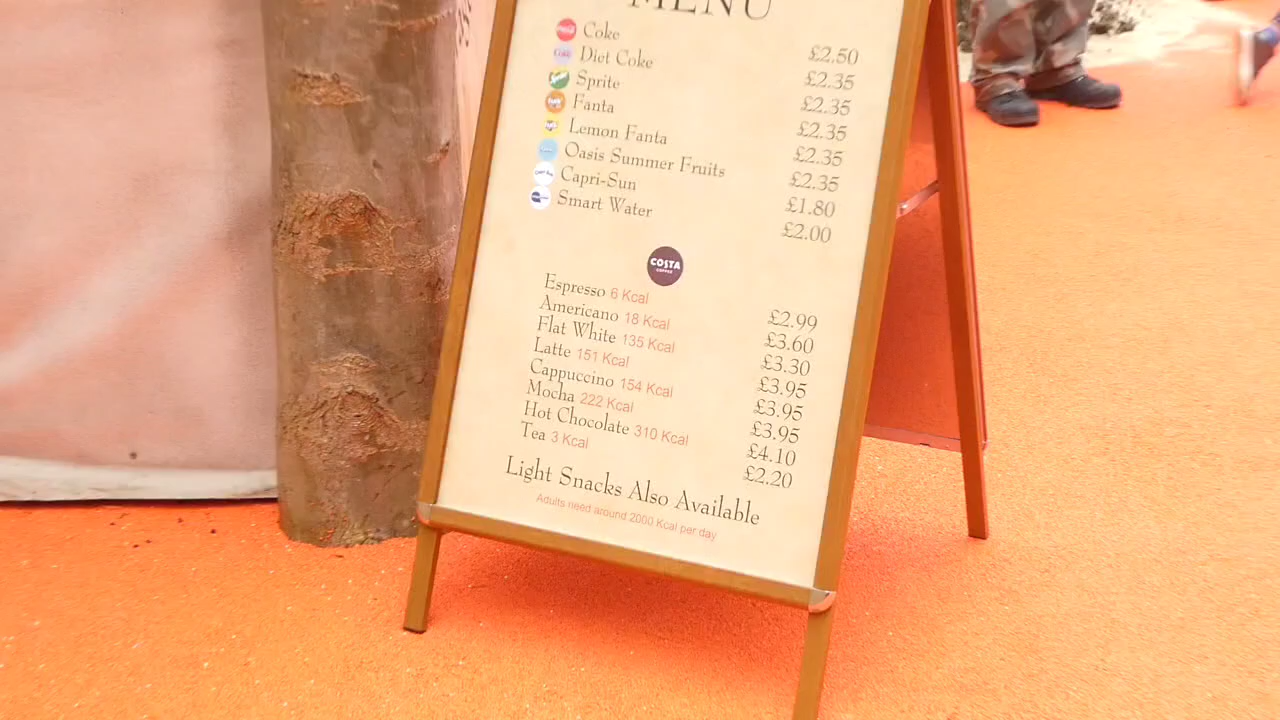 MENU
Coke £2.50
Diet Coke £2.35
Sprite £2.35
Fanta £2.35
Lemon Fanta £2.35
Oasis Summer Fruits £2.35
Capri-Sun £1.80
Smart Water £2.00
COSTA
COFFEE
Espresso 6 Kcal £2.99
Americano 18 Kcal £3.60
Flat White 135 Kcal £3.30
Latte 151 Kcal £3.95
Cappuccino 154 Kcal £3.95
Mocha 222 Kcal £3.95
Hot Chocolate 310 Kcal £4.10
Tea 3 Kcal £2.20
Light Snacks Also Available
Adults need around 2000 Kcal per day